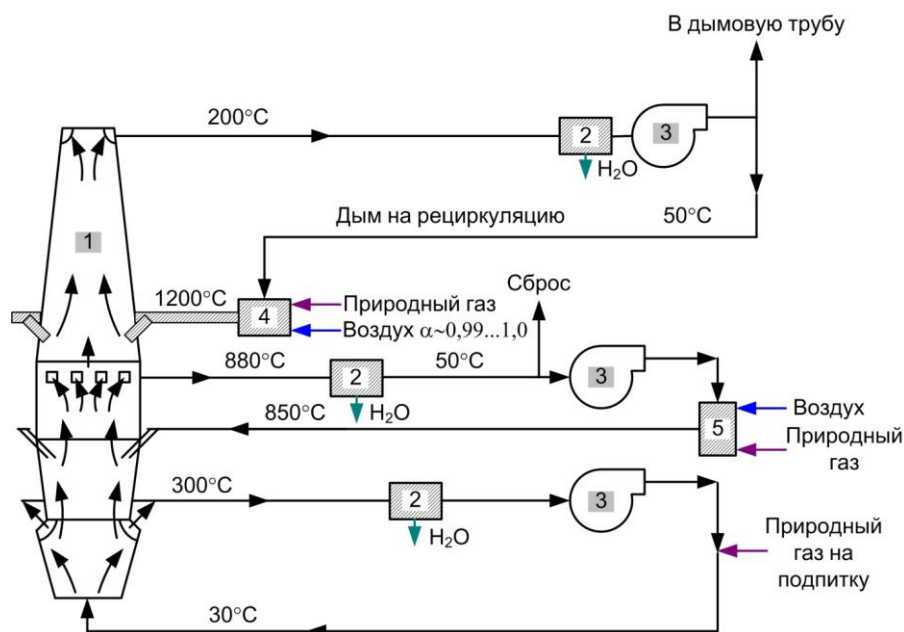 В дымовую трубу
200°C
2
3
H₂O
Дым на рециркуляцию
50°C
1
1200°C
4
Природный газ
Воздух α~0,99...1,0
Сброс
880°C
2
50°C
3
H₂O
850°C
5
Воздух
Природный
газ
300°C
2
3
H₂O
Природный
газ на
подпитку
30°C